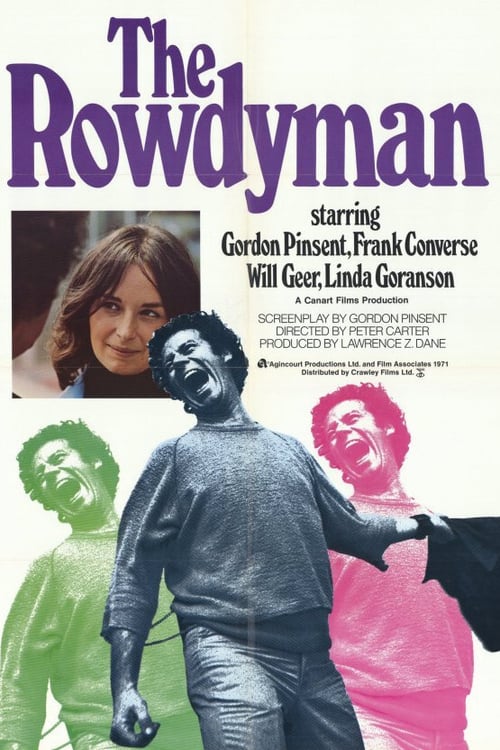 The
Rowdyman
starring
Gordon Pinsent, Frank Converse
Will Geer, Linda Goranson
A Canart Films Production
SCREENPLAY BY GORDON PINSENT
DIRECTED BY PETER CARTER
PRODUCED BY LAWRENCE Z. DANE
Agincourt Productions Ltd. and Film Associates 1971
Distributed by Crawley Films Ltd.